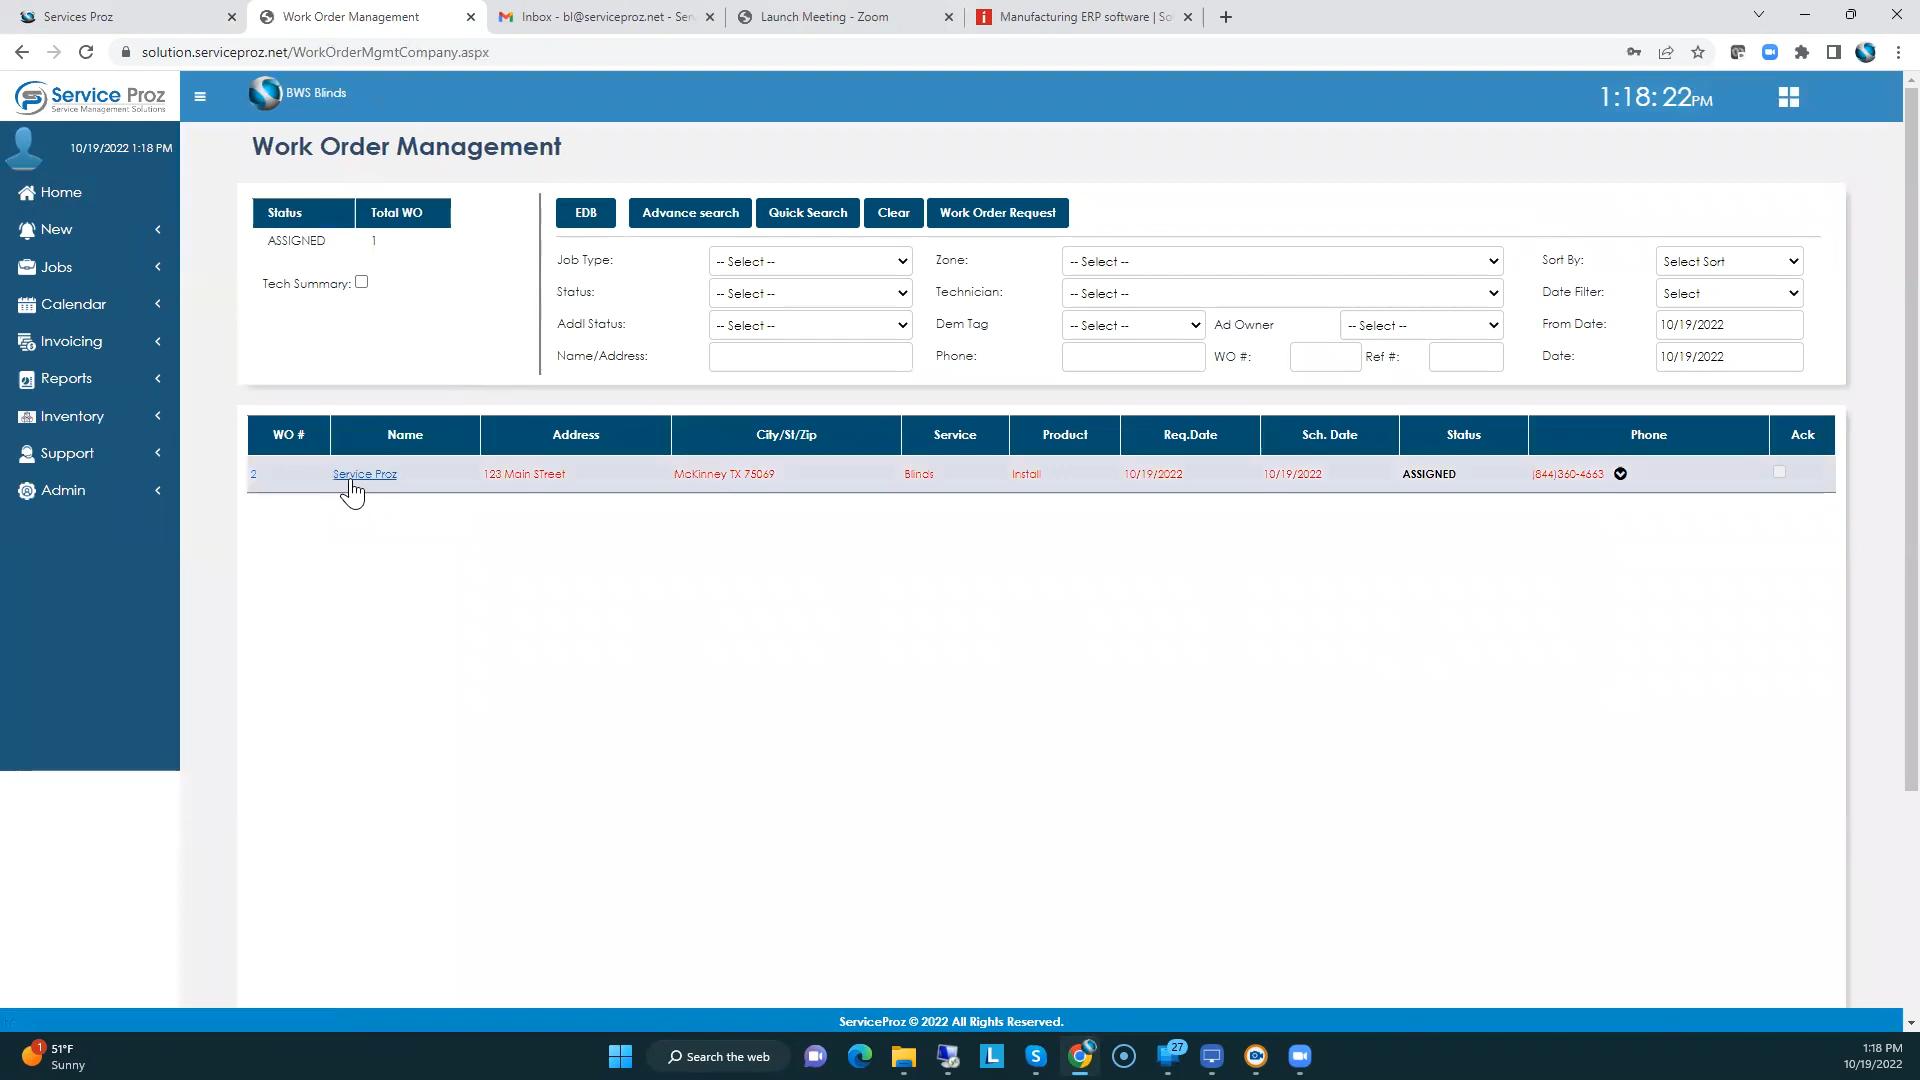 Services Proz
Work Order Management
Inbox - bl@serviceproz.net - Ser
Launch Meeting - Zoom
Manufacturing ERP software | So
solution.serviceproz.net/WorkOrderMgmtCompany.aspx
Service Proz
Service Management Solutions
BWS Blinds
1:18: 22PM
10/19/2022 1:18 PM
Home
New
Jobs
Calendar
Invoicing
Reports
Inventory
Support
Admin
Work Order Management
Status Total WO
ASSIGNED 1
Tech Summary:
EDB Advance search Quick Search Clear Work Order Request
Job Type: -- Select -- Zone: -- Select -- Sort By: Select Sort
Status: -- Select -- Technician: -- Select -- Date Filter: Select
Addl Status: -- Select -- Dem Tag -- Select -- Ad Owner -- Select -- From Date: 10/19/2022
Name/Address: Phone: WO #: Ref #: Date: 10/19/2022
WO # Name Address City/St/Zip Service Product Req.Date Sch. Date Status Phone Ack
2 Service Proz 123 Main STreet McKinney TX 75069 Blinds Install 10/19/2022 10/19/2022 ASSIGNED (844)360-4663
ServiceProz © 2022 All Rights Reserved.
1
51°F
Sunny
Search the web
L
S
27
1:18 PM
10/19/2022